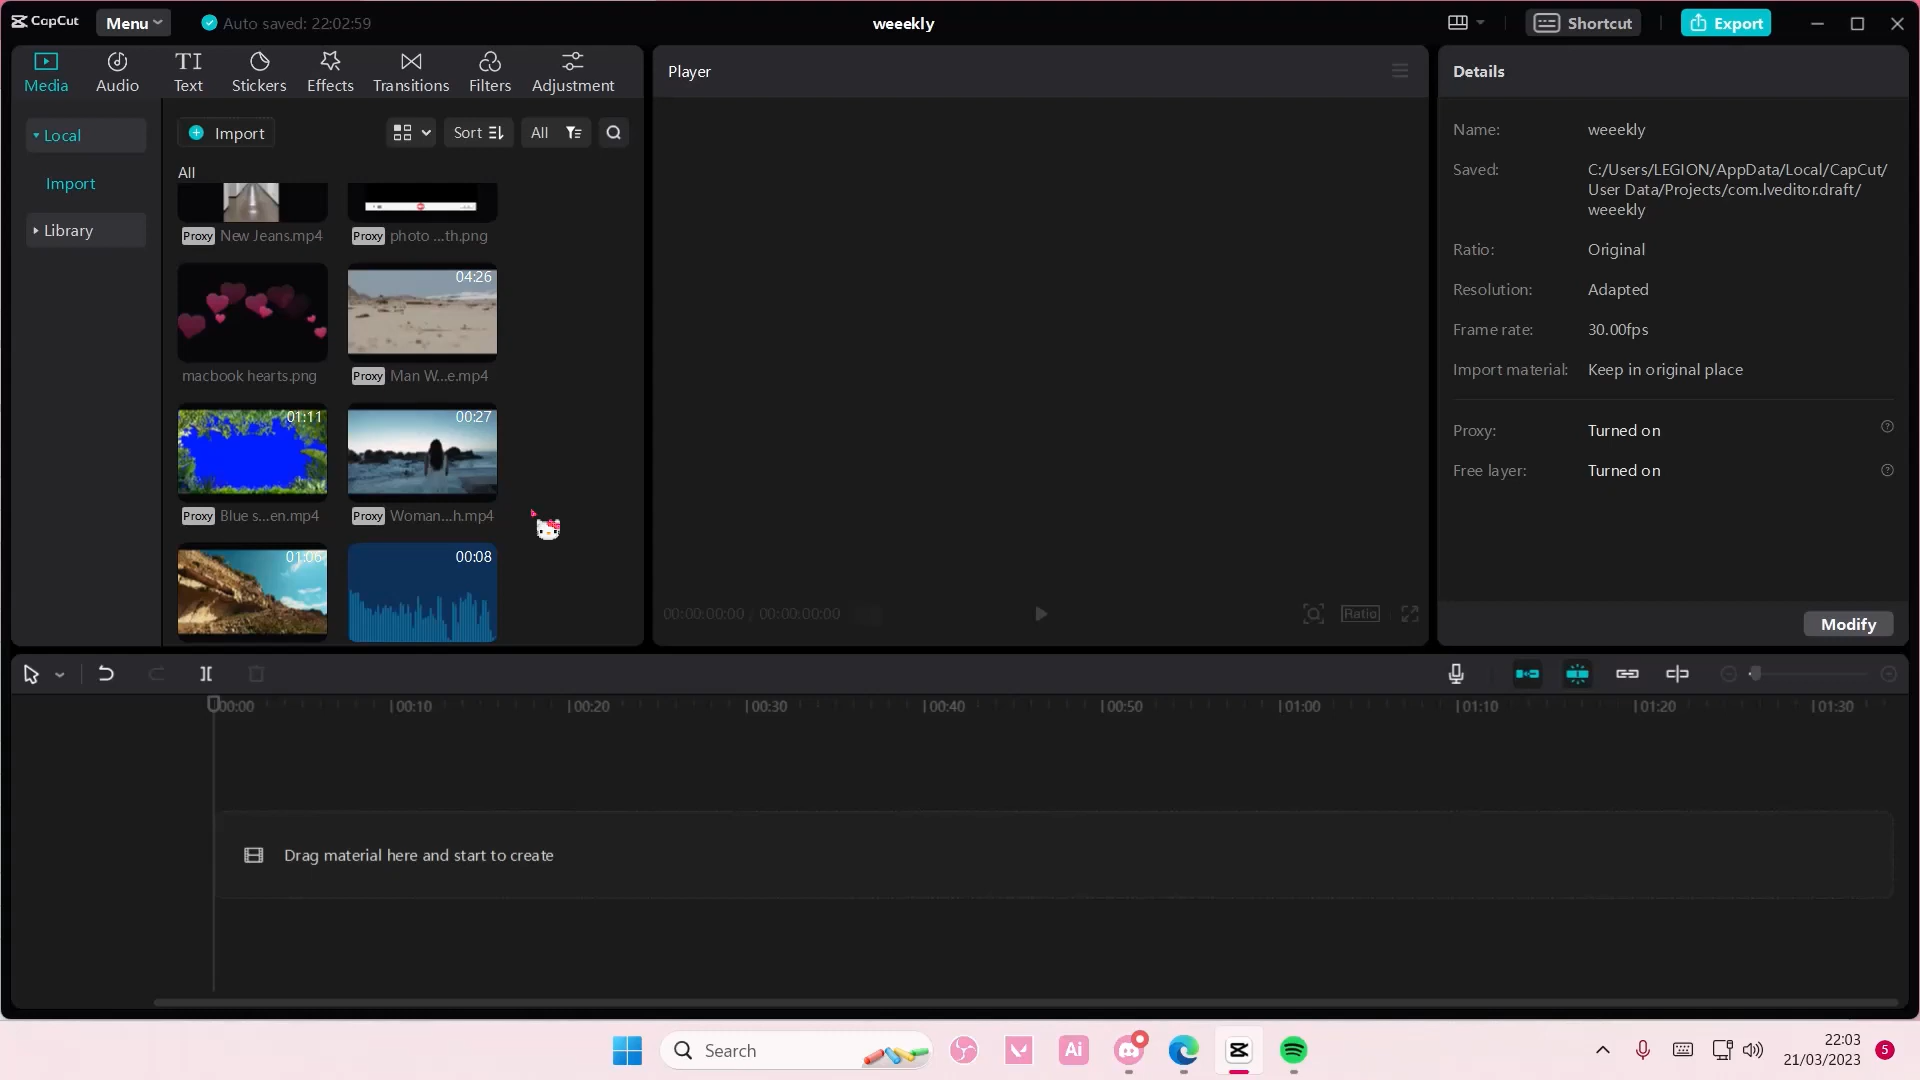 CapCut
Menu
Auto saved: 22:02:59
weeekly
Shortcut
Export
Media
Audio
TI
Text
Stickers
Effects
Transitions
Filters
Adjustment
Player
Details
Local
Import
Library
Import
Sort
All
All
Proxy New Jeans.mp4
Proxy photo ...th.png
macbook hearts.png
04:26
Proxy Man W...e.mp4
01:11
Proxy Blue s...en.mp4
00:27
Proxy Woman...h.mp4
01:06
00:08
00:00:00:00 / 00:00:00:00
Ratio
Name: weeekly
Saved: C:/Users/LEGION/AppData/Local/CapCut/
User Data/Projects/com.lveditor.draft/
weeekly
Ratio: Original
Resolution: Adapted
Frame rate: 30.00fps
Import material: Keep in original place
Proxy: Turned on
Free layer: Turned on
Modify
00:00 00:10 00:20 00:30 00:40 00:50 01:00 01:10 01:20 01:30
Drag material here and start to create
Search
Ai
22:03
21/03/2023
5